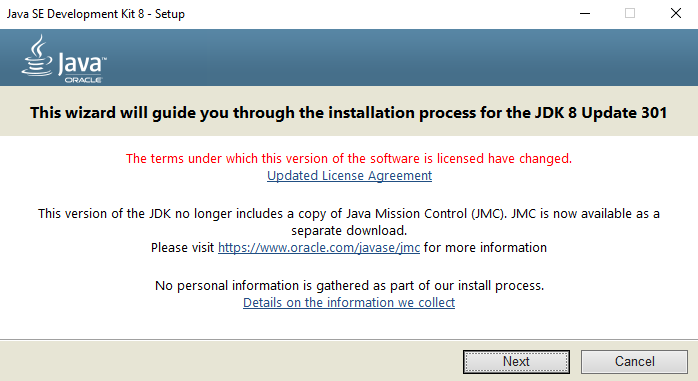 Java SE Development Kit 8 - Setup
Java™
ORACLE
This wizard will guide you through the installation process for the JDK 8 Update 301
The terms under which this version of the software is licensed have changed.
Updated License Agreement
This version of the JDK no longer includes a copy of Java Mission Control (JMC). JMC is now available as a
separate download.
Please visit https://www.oracle.com/javase/jmc for more information
No personal information is gathered as part of our install process.
Details on the information we collect
Next
Cancel